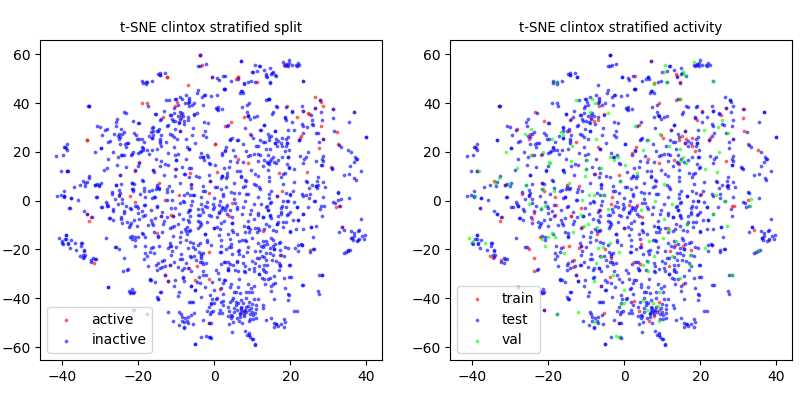 t-SNE clintox stratified split
60
40
20
0
−20
−40
−60
−40 −20 0 20 40
active
inactive
t-SNE clintox stratified activity
60
40
20
0
−20
−40
−60
−40 −20 0 20 40
train
test
val